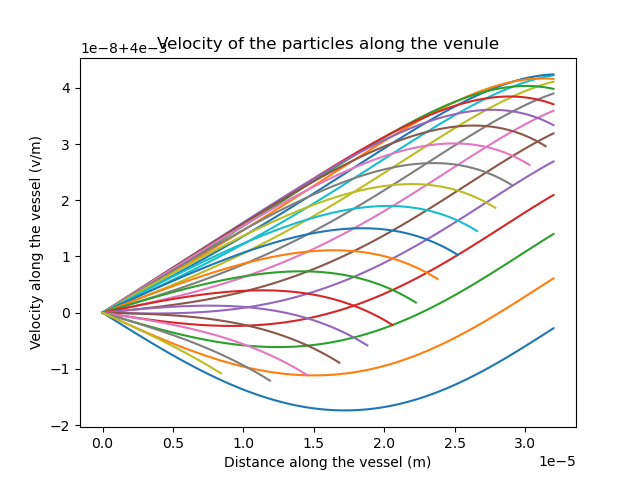 1e−8+4e−3
Velocity of the particles along the venule
Velocity along the vessel (v/m)
4
3
2
1
0
−1
−2
0.0 0.5 1.0 1.5 2.0 2.5 3.0
1e−5
Distance along the vessel (m)